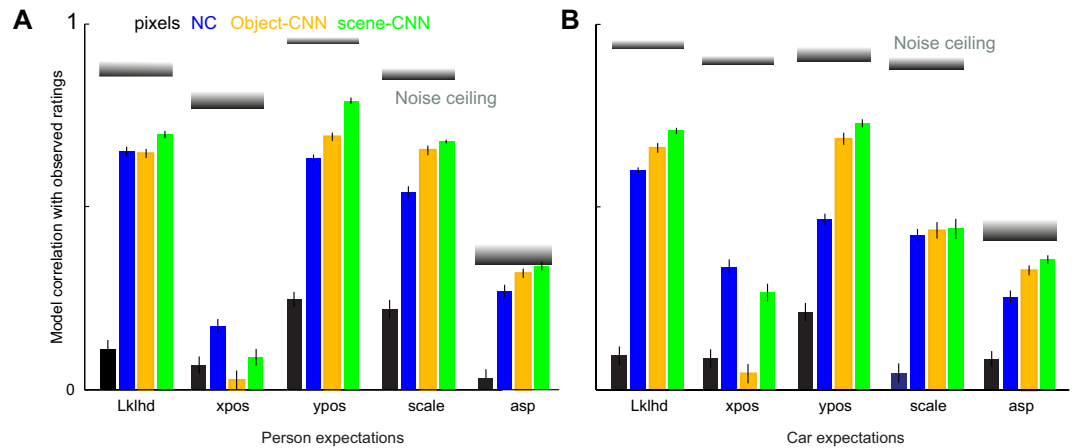 A
1
pixels NC Object-CNN scene-CNN
Noise ceiling
Model correlation with observed ratings
0
Lklhd xpos ypos scale asp
Person expectations
B
Noise ceiling
Lklhd xpos ypos scale asp
Car expectations